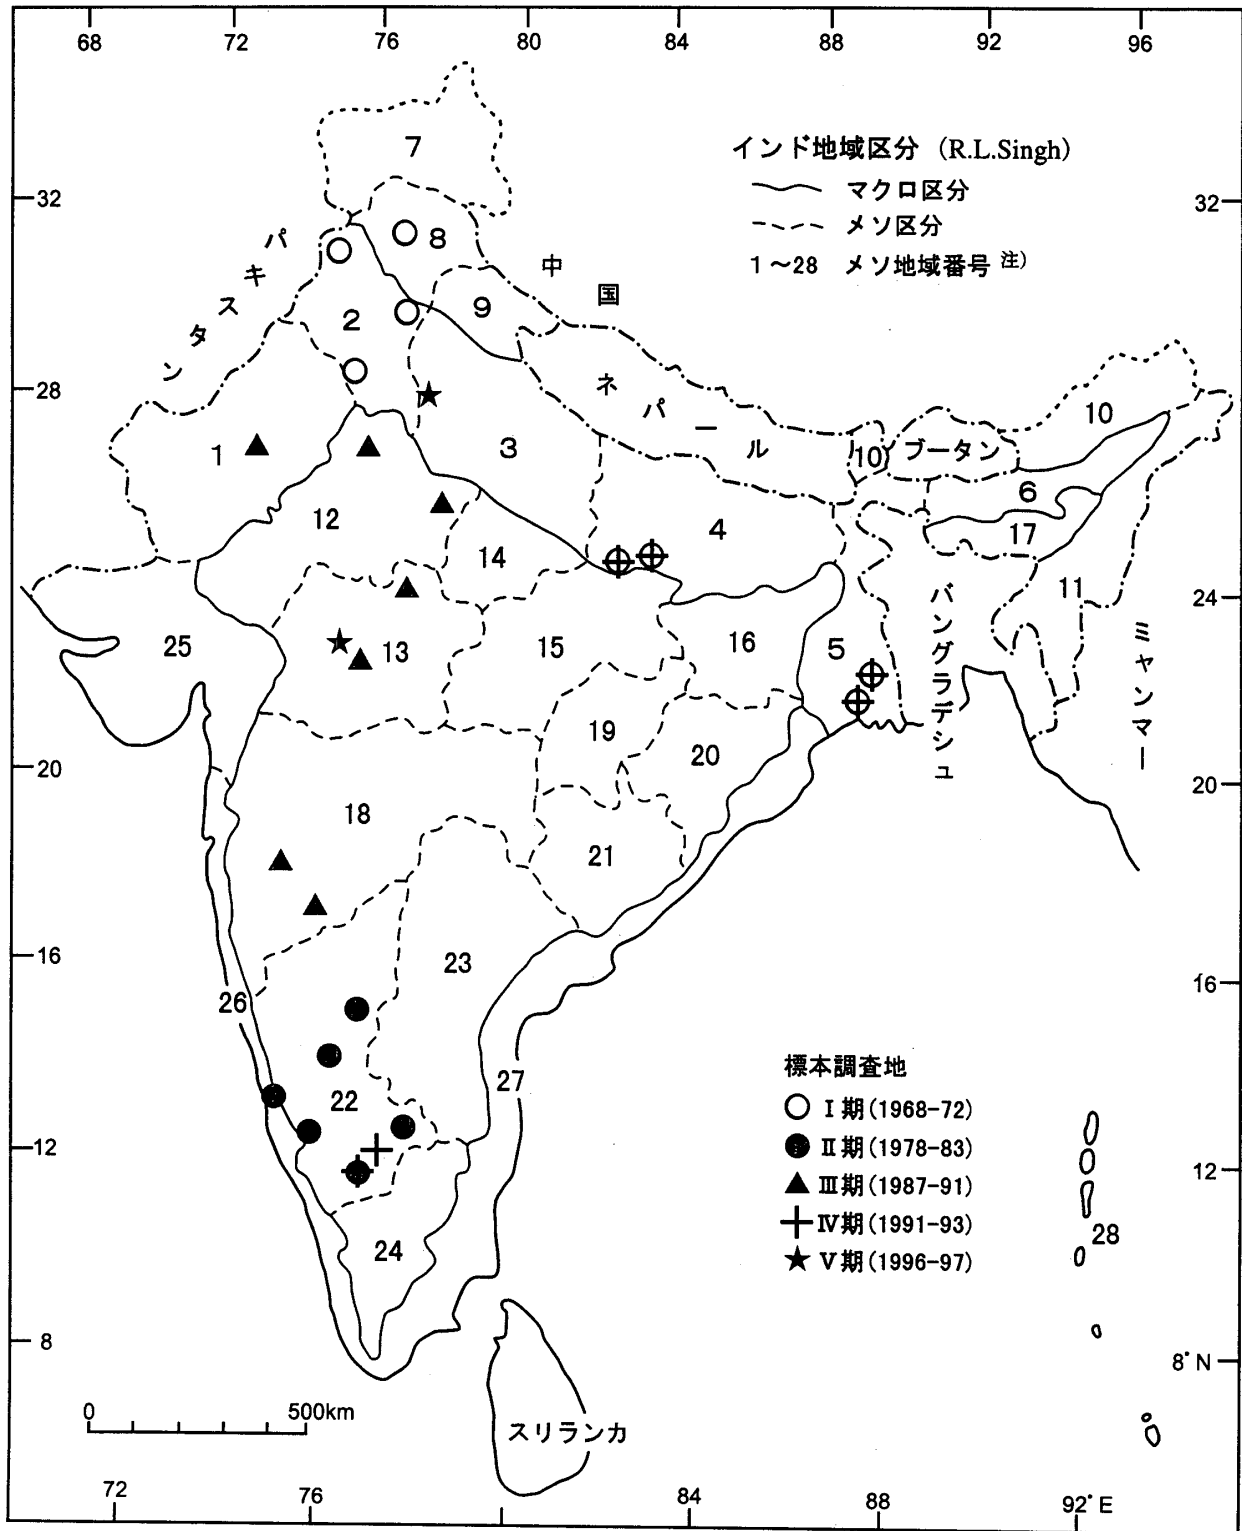 68 72 76 80 84 88 92 96
インド地域区分 (R.L.Singh)
マクロ区分
メソ区分
1～28 メソ地域番号 注)
32
28
20
16
12
8
32
24
20
16
12
8°N
パキスタン
中国
ネパール
ブータン
バングラデシュ
ミャンマー
スリランカ
7
8
9
2
1
3
10
10
6
17
11
4
12
14
25
13
15
16
5
19
20
18
21
23
26
22
27
24
28
標本調査地
Ⅰ期(1968-72)
Ⅱ期(1978-83)
Ⅲ期(1987-91)
Ⅳ期(1991-93)
Ⅴ期(1996-97)
0 500km
72 76 84 88 92°E